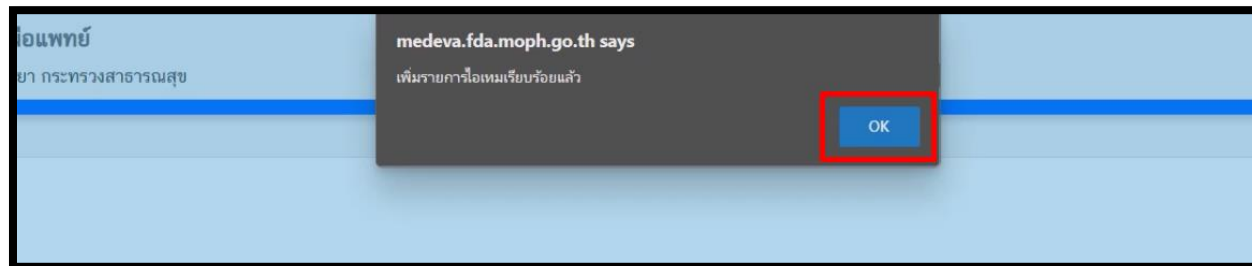 ือแพทย์
medeva.fda.moph.go.th says
ยา กระทรวงสาธารณสุข
เพิ่มรายการไอเทมเรียบร้อยแล้ว
OK